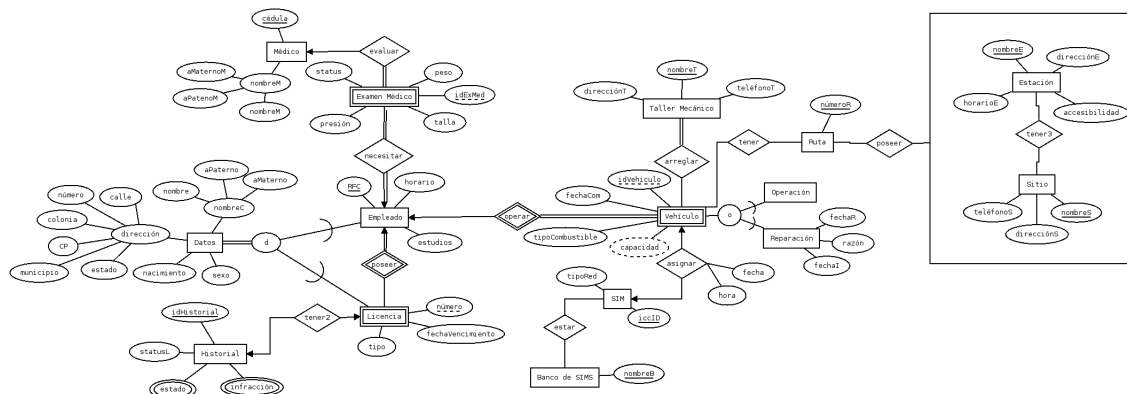 cédula
Médico
evaluar
aMaternoM
nombreM
aPatenoM
nombreM
status
peso
Examen Médico
idExMed
presión
talla
necesitar
nombreT
direcciónT
teléfonoT
Taller Mecánico
arreglar
tener
númeroR
Ruta
poseer
nombreE
direcciónE
Estación
horarioE
accesibilidad
tener3
Sitio
teléfonoS
nombreS
direcciónS
aPaterno
nombre
aMaterno
nombreC
número
calle
colonia
dirección
CP
municipio
estado
Datos
nacimiento
sexo
d
RFC
horario
Empleado
estudios
operar
poseer
idVehiculo
fechaCom
Vehículo
tipoCombustible
capacidad
o
Operación
Reparación
fechaR
razón
fechaI
asignar
fecha
hora
tipoRed
SIM
iccID
estar
Banco de SIMS
nombreB
número
Licencia
fechaVencimiento
tipo
tener2
idHistorial
statusL
Historial
estado
infracción